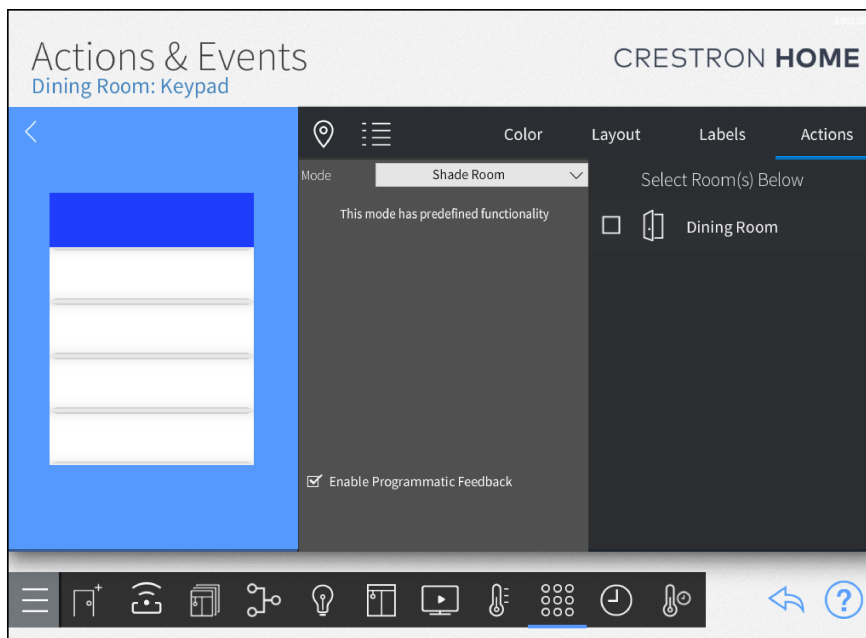 Actions & Events
CRESTRON HOME
Dining Room: Keypad
Color
Layout
Labels
Actions
Mode
Shade Room
Select Room(s) Below
This mode has predefined functionality
Dining Room
Enable Programmatic Feedback
?